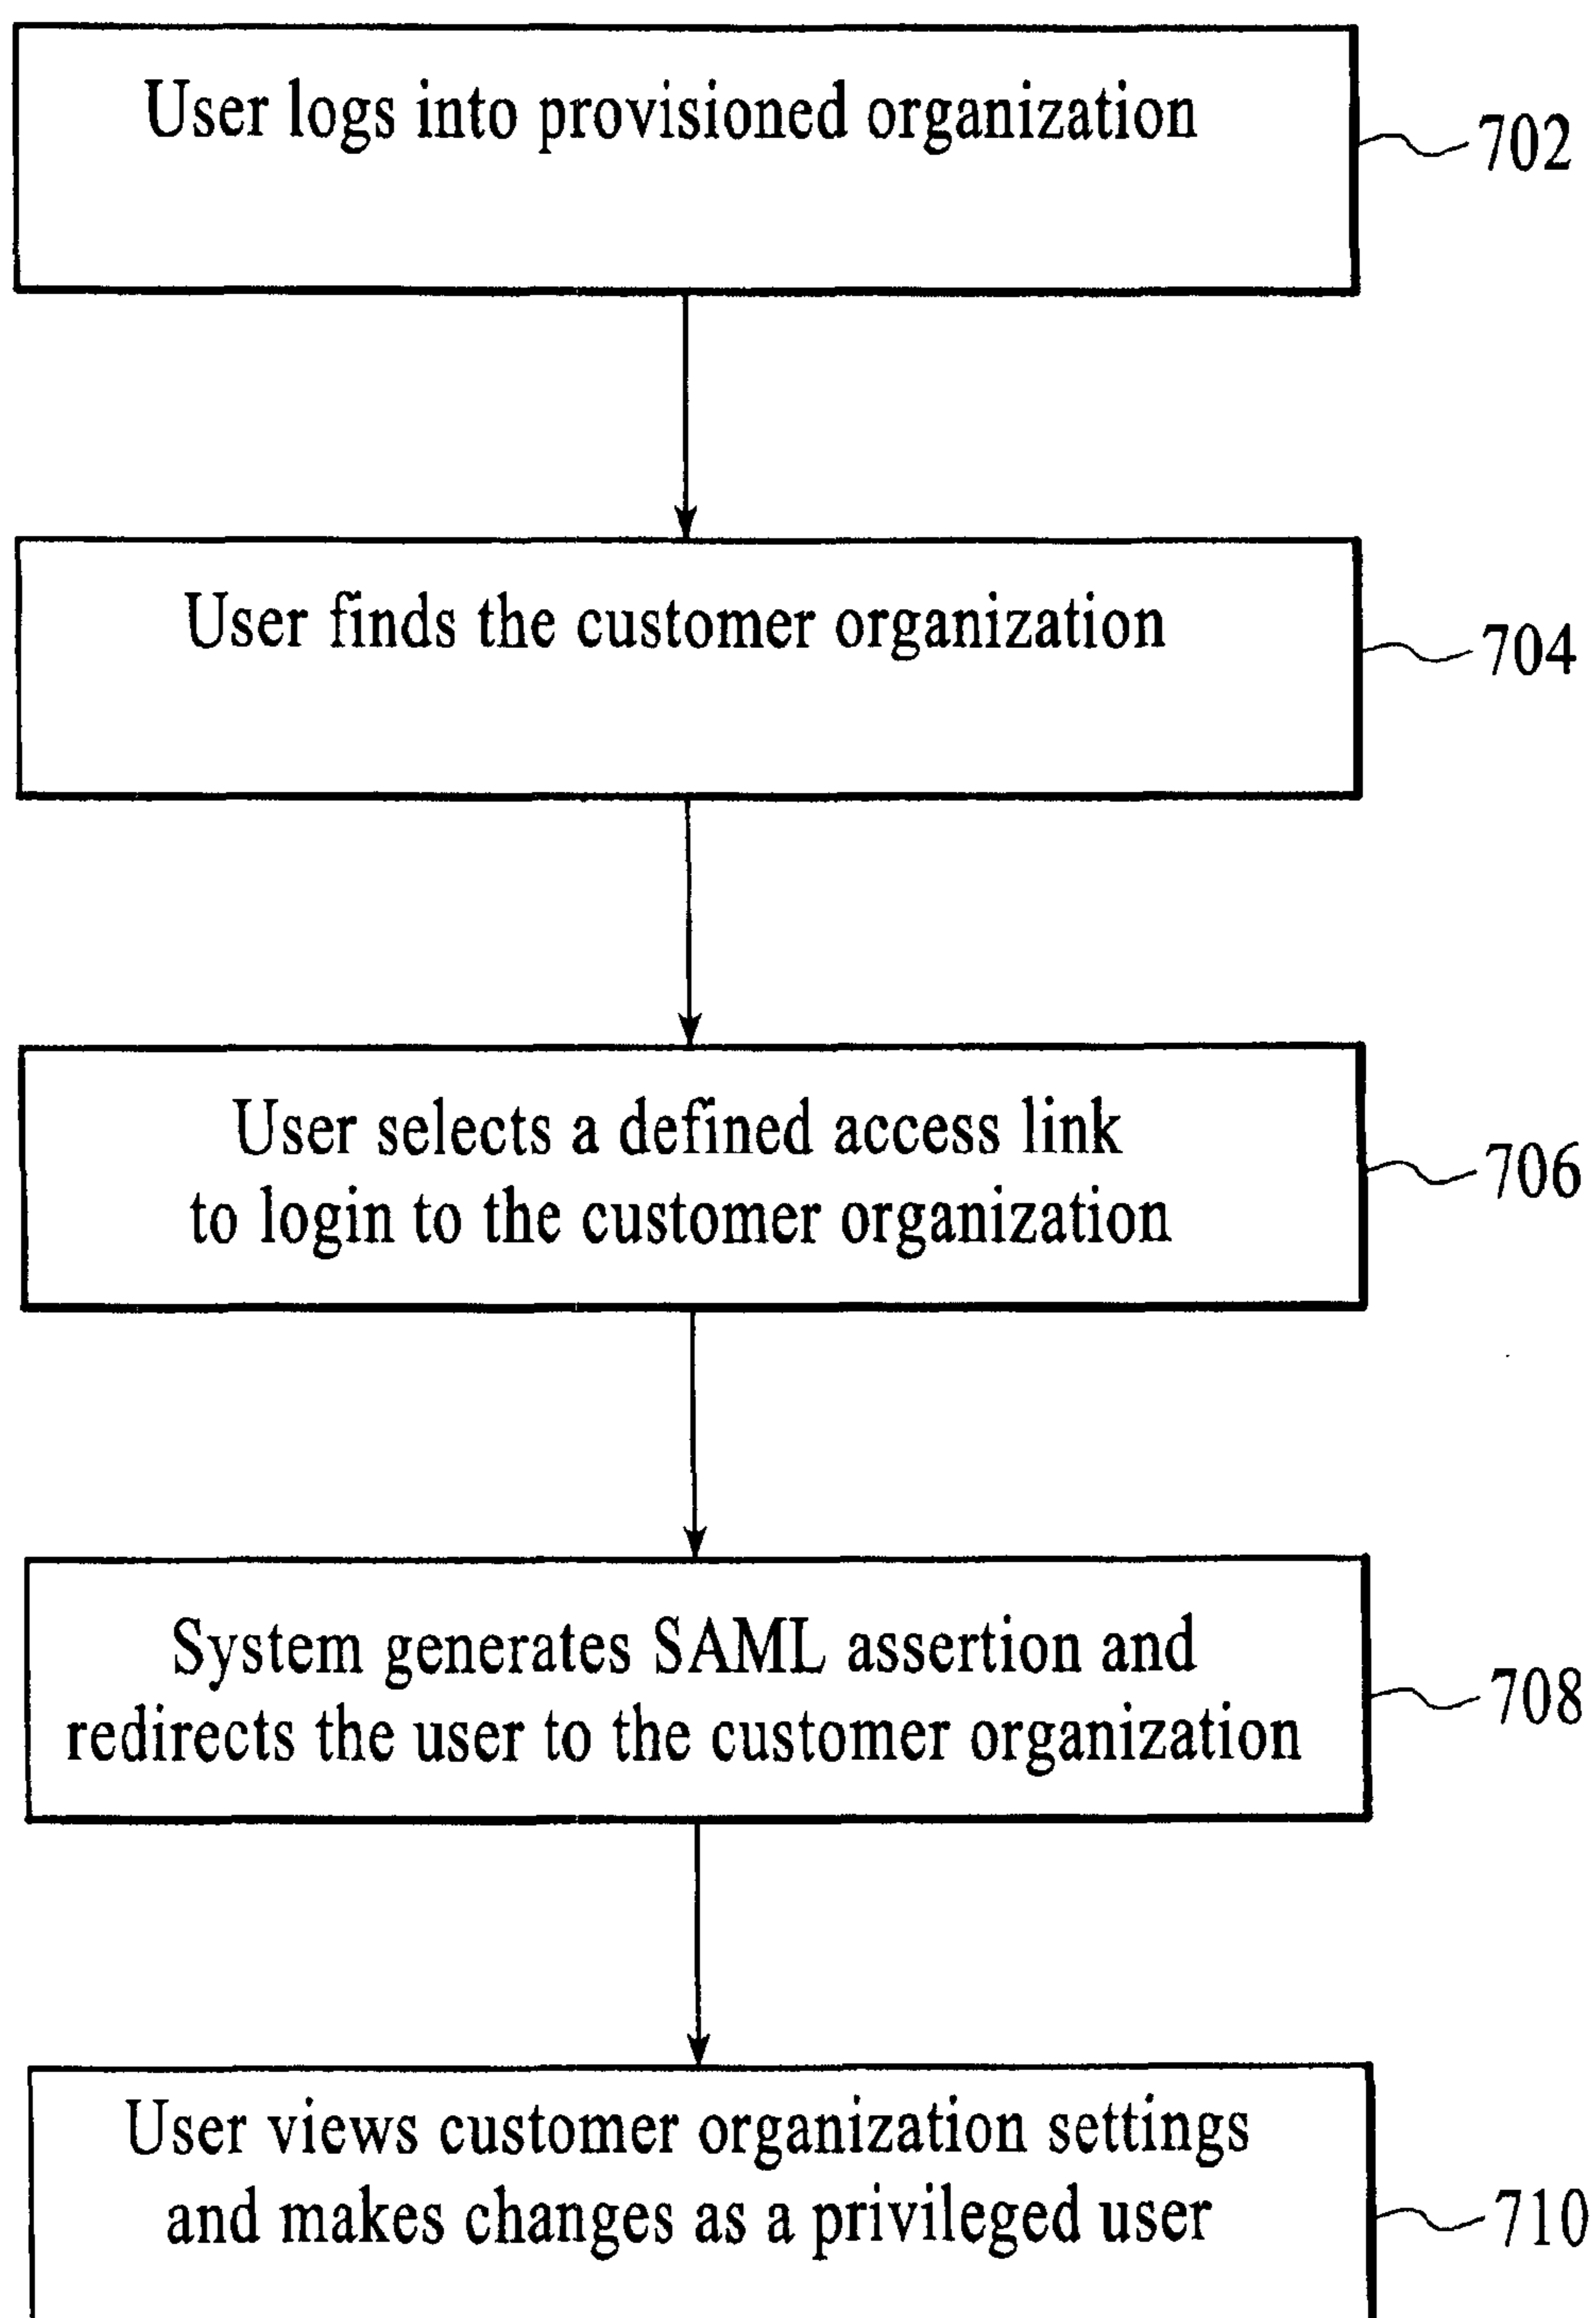 User logs into provisioned organization
702
User finds the customer organization
704
User selects a defined access link
to login to the customer organization
706
System generates SAML assertion and
redirects the user to the customer organization
708
User views customer organization settings
and makes changes as a privileged user
710